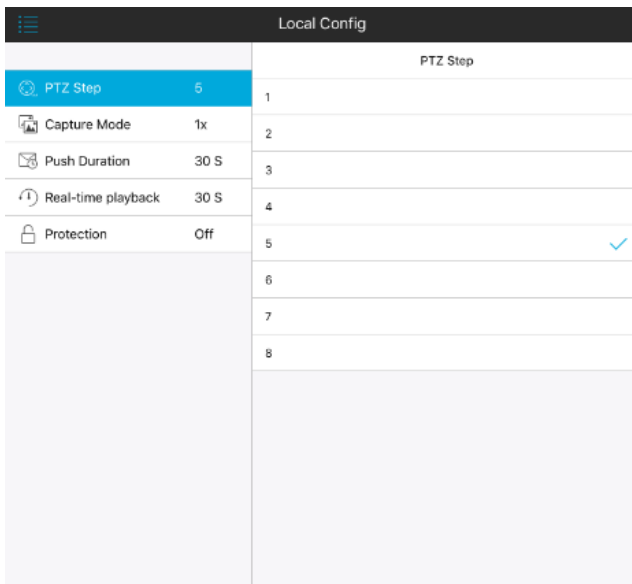 Local Config
PTZ Step 5
Capture Mode 1x
Push Duration 30 S
Real-time playback 30 S
Protection Off
PTZ Step
1
2
3
4
5
6
7
8